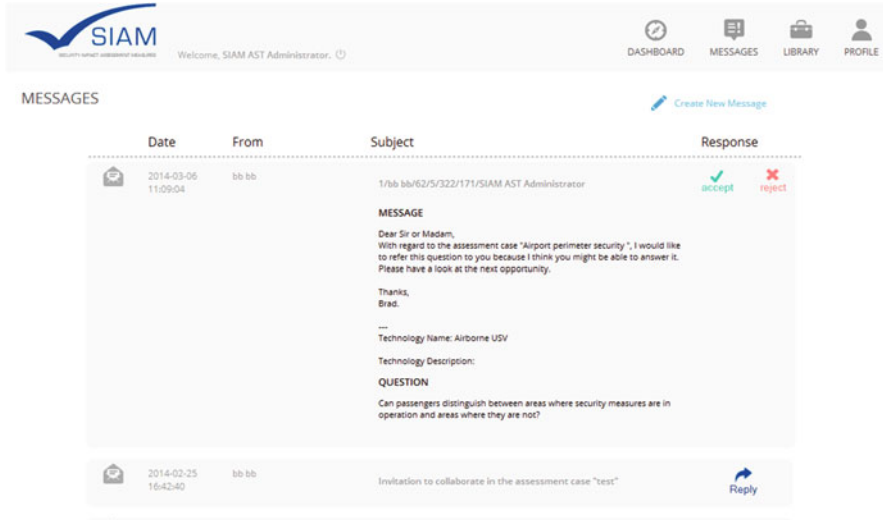 SIAM
SECURITY IMPACT ASSESSMENT MEASURES
Welcome, SIAM AST Administrator.
DASHBOARD
MESSAGES
LIBRARY
PROFILE
MESSAGES
Create New Message
Date From Subject Response
2014-03-06
11:09:04
bb bb
1/bb bb/62/5/322/171/SIAM AST Administrator
accept
reject
MESSAGE
Dear Sir or Madam,
With regard to the assessment case "Airport perimeter security ", I would like
to refer this question to you because I think you might be able to answer it.
Please have a look at the next opportunity.
Thanks,
Brad.
---
Technology Name: Airborne USV
Technology Description:
QUESTION
Can passengers distinguish between areas where security measures are in
operation and areas where they are not?
2014-02-25
16:42:40
bb bb
Invitation to collaborate in the assessment case "test"
Reply